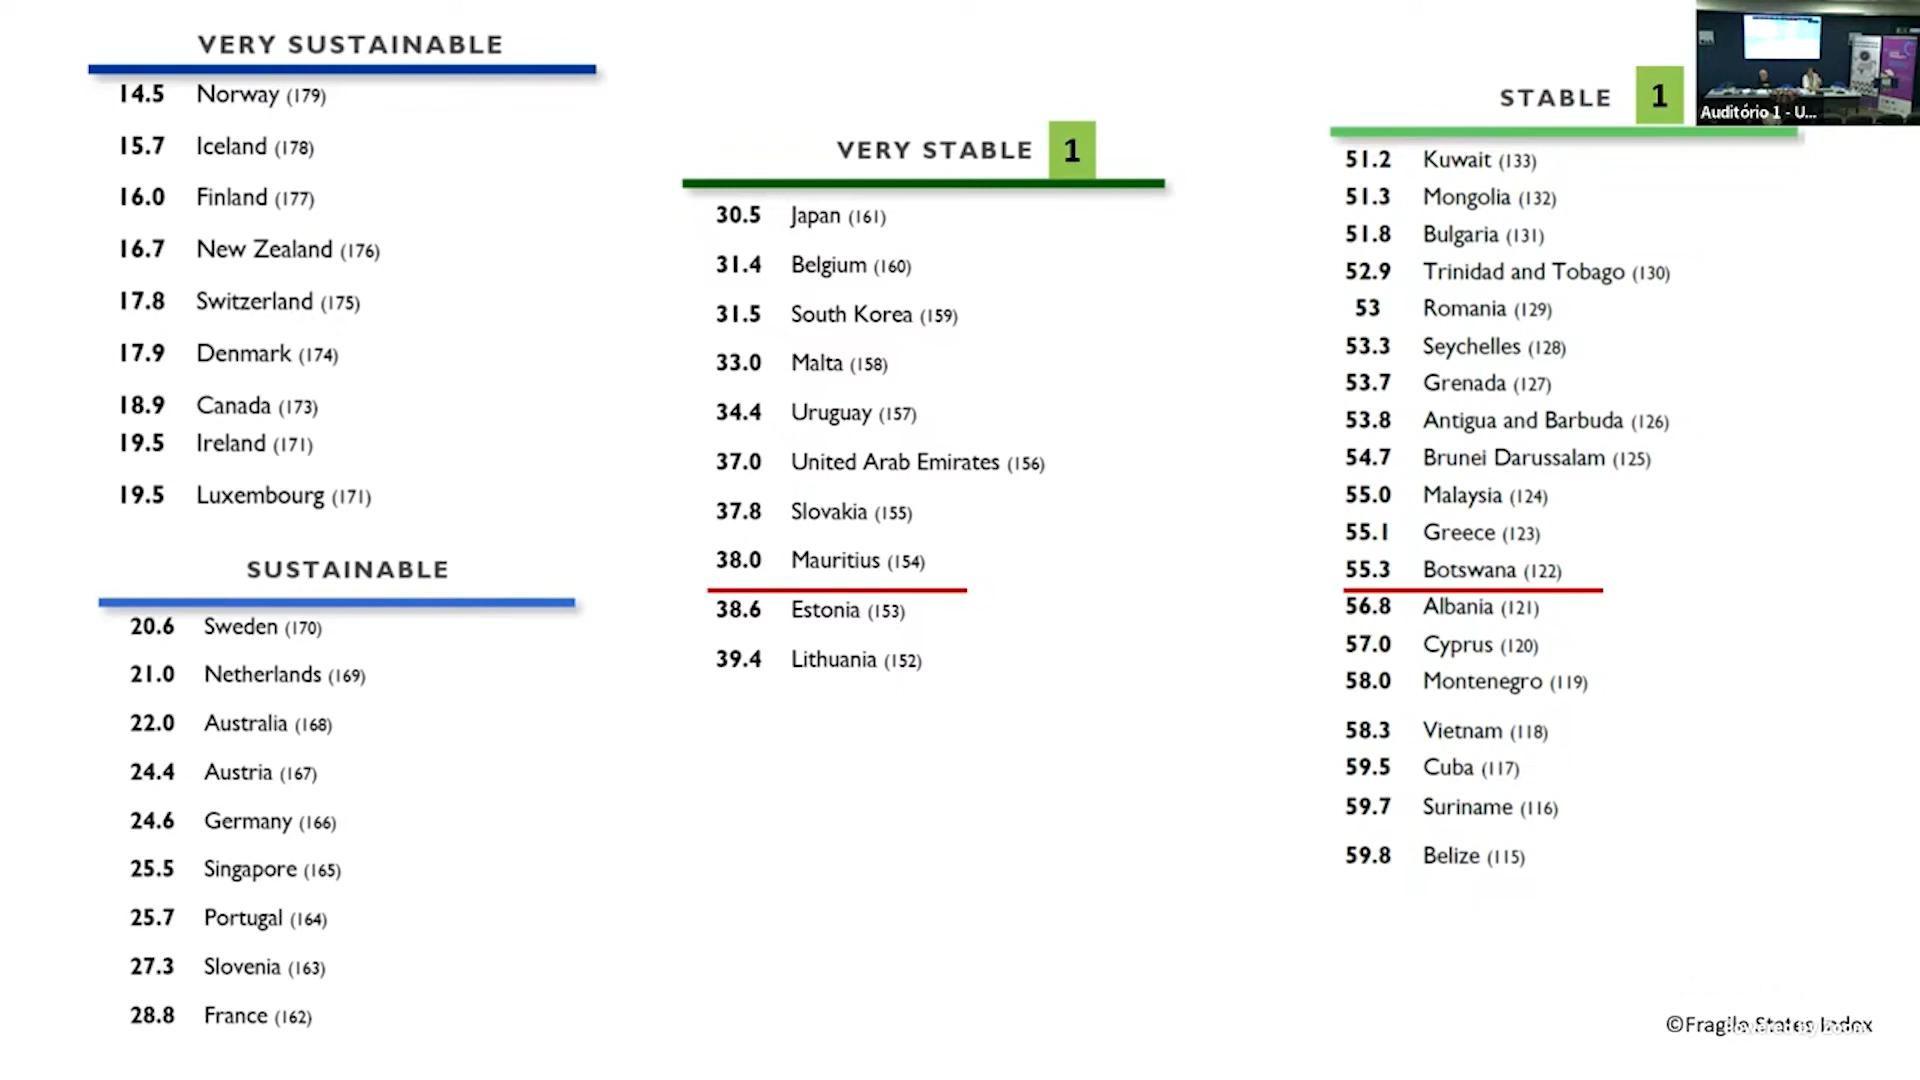 VERY SUSTAINABLE
14.5 Norway (179)
15.7 Iceland (178)
16.0 Finland (177)
16.7 New Zealand (176)
17.8 Switzerland (175)
17.9 Denmark (174)
18.9 Canada (173)
19.5 Ireland (171)
19.5 Luxembourg (171)
SUSTAINABLE
20.6 Sweden (170)
21.0 Netherlands (169)
22.0 Australia (168)
24.4 Austria (167)
24.6 Germany (166)
25.5 Singapore (165)
25.7 Portugal (164)
27.3 Slovenia (163)
28.8 France (162)
VERY STABLE 1
30.5 Japan (161)
31.4 Belgium (160)
31.5 South Korea (159)
33.0 Malta (158)
34.4 Uruguay (157)
37.0 United Arab Emirates (156)
37.8 Slovakia (155)
38.0 Mauritius (154)
38.6 Estonia (153)
39.4 Lithuania (152)
STABLE 1
51.2 Kuwait (133)
51.3 Mongolia (132)
51.8 Bulgaria (131)
52.9 Trinidad and Tobago (130)
53 Romania (129)
53.3 Seychelles (128)
53.7 Grenada (127)
53.8 Antigua and Barbuda (126)
54.7 Brunei Darussalam (125)
55.0 Malaysia (124)
55.1 Greece (123)
55.3 Botswana (122)
56.8 Albania (121)
57.0 Cyprus (120)
58.0 Montenegro (119)
58.3 Vietnam (118)
59.5 Cuba (117)
59.7 Suriname (116)
59.8 Belize (115)
Auditório 1 - U...
©Fragile States Index
Powered by Zoom